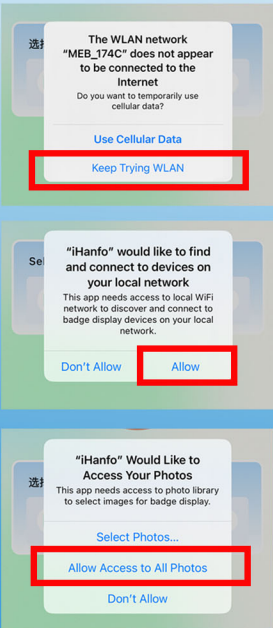 The WLAN network
“MEB_174C” does not appear
to be connected to the
Internet
Do you want to temporarily use
cellular data?
选择
Use Cellular Data
Keep Trying WLAN
“iHanfo” would like to find
and connect to devices on
your local network
Sel
This app needs access to local WiFi
network to discover and connect to
badge display devices on your local
network.
Don’t Allow
Allow
“iHanfo” Would Like to
Access Your Photos
This app needs access to photo library
to select images for badge display.
Select Photos...
Allow Access to All Photos
Don’t Allow